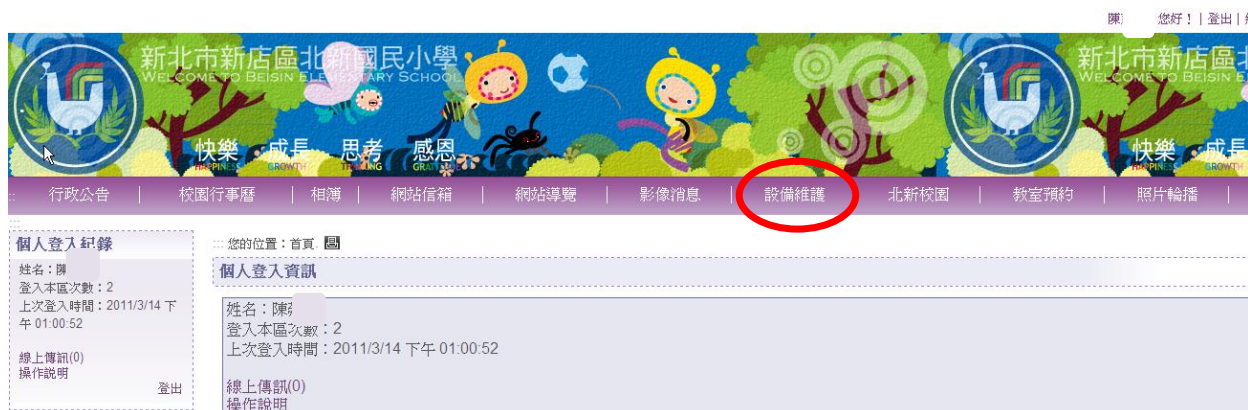 陳 您好！ | 登出 |
新北市新店區北新國民小學
WELCOME TO BEISIN ELEMENTARY SCHOOL
快樂 成長 思考 感恩
HAPPINESS GROWTH THINKING GRATITUDE
新北市新店區
WELCOME TO BEISIN
快樂 成長
HAPPINESS GROWTH
行政公告 | 校園行事曆 | 相簿 | 網站信箱 | 網站導覽 | 影像消息 | 設備維護 | 北新校園 | 教室預約 | 照片輪播 |
個人登入紀錄
姓名：陳
登入本區次數：2
上次登入時間：2011/3/14 下
午 01:00:52
線上傳訊(0)
操作說明
登出
::: 您的位置：首頁
個人登入資訊
姓名：陳
登入本區次數：2
上次登入時間：2011/3/14 下午 01:00:52
線上傳訊(0)
操作說明